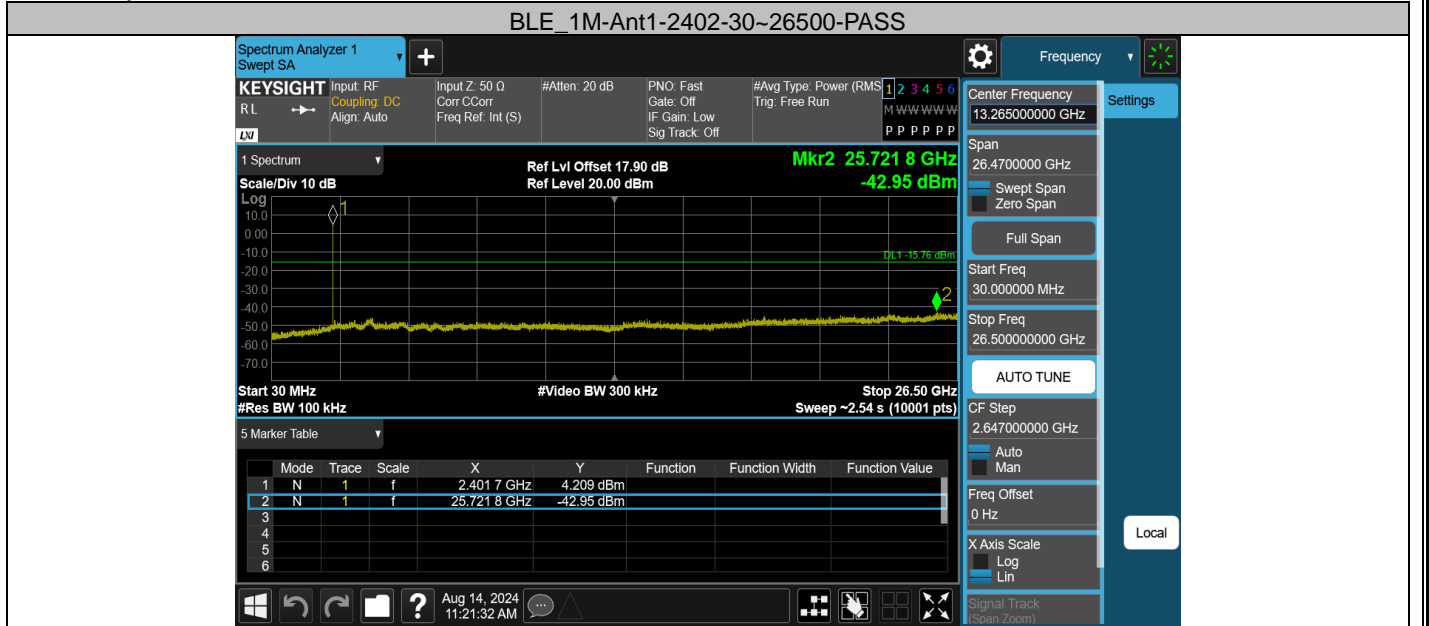 BLE_1M-Ant1-2402-30~26500-PASS
Spectrum Analyzer 1
Swept SA
+
Frequency
KEYSIGHT
RL
LXI
Input: RF
Coupling: DC
Align: Auto
Input Z: 50 Ω
Corr CCorr
Freq Ref: Int (S)
#Atten: 20 dB
PNO: Fast
Gate: Off
IF Gain: Low
Sig Track: Off
#Avg Type: Power (RMS
Trig: Free Run
1 2 3 4 5 6
M W W W W W
P P P P P P
1 Spectrum
Scale/Div 10 dB
Ref Lvl Offset 17.90 dB
Ref Level 20.00 dBm
Mkr2 25.721 8 GHz
-42.95 dBm
Log
10.0
0.00
-10.0
-20.0
-30.0
-40.0
-50.0
-60.0
-70.0
1
DL1 -15.76 dBm
2
Start 30 MHz
#Res BW 100 kHz
#Video BW 300 kHz
Stop 26.50 GHz
Sweep ~2.54 s (10001 pts)
5 Marker Table
Mode Trace Scale X Y Function Function Width Function Value
1 N 1 f 2.401 7 GHz 4.209 dBm
2 N 1 f 25.721 8 GHz -42.95 dBm
3
4
5
6
?
Aug 14, 2024
11:21:32 AM
Center Frequency
13.265000000 GHz
Span
26.4700000 GHz
Swept Span
Zero Span
Full Span
Start Freq
30.000000 MHz
Stop Freq
26.500000000 GHz
AUTO TUNE
CF Step
2.647000000 GHz
Auto
Man
Freq Offset
0 Hz
X Axis Scale
Log
Lin
Signal Track
(Span Zoom)
Settings
Local